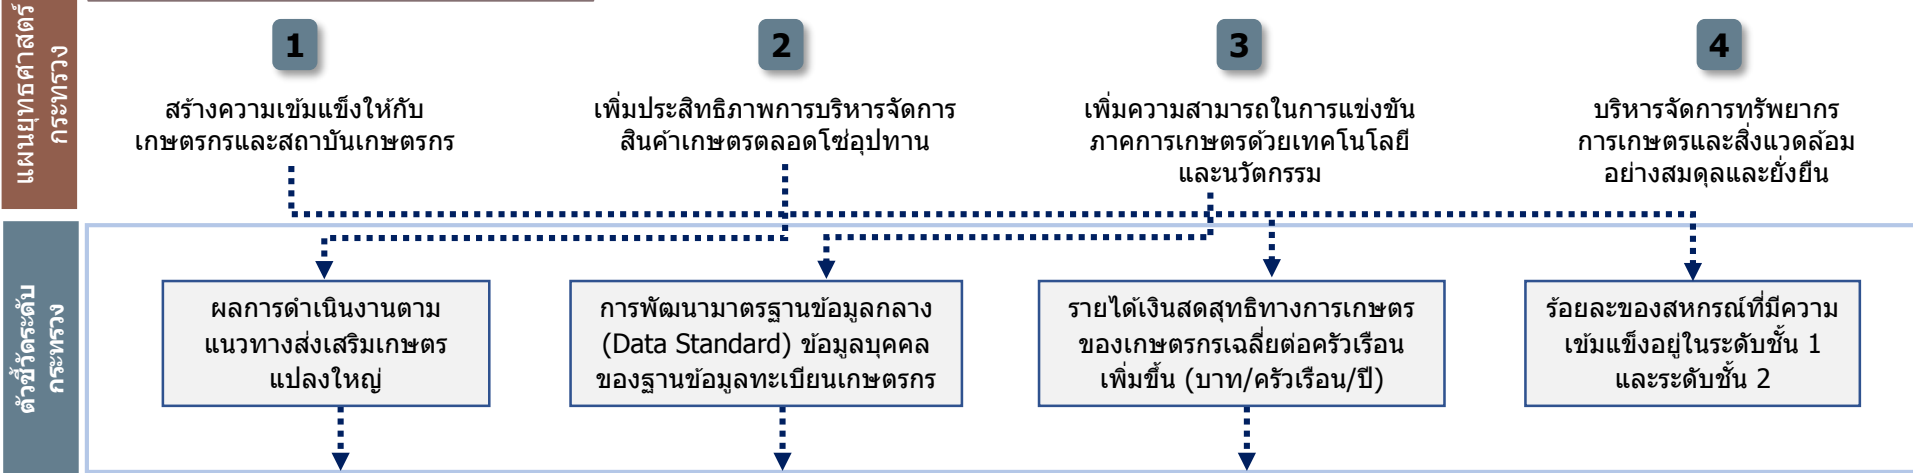 แผนยุทธศาสตร์
กระทรวง
1
สร้างความเข้มแข็งให้กับ
เกษตรกรและสถาบันเกษตรกร
2
เพิ่มประสิทธิภาพการบริหารจัดการ
สินค้าเกษตรตลอดโซ่อุปทาน
3
เพิ่มความสามารถในการแข่งขัน
ภาคการเกษตรด้วยเทคโนโลยี
และนวัตกรรม
4
บริหารจัดการทรัพยากร
การเกษตรและสิ่งแวดล้อม
อย่างสมดุลและยั่งยืน
ตัวชี้วัดระดับ
กระทรวง
ผลการดำเนินงานตาม
แนวทางส่งเสริมเกษตร
แปลงใหญ่
การพัฒนามาตรฐานข้อมูลกลาง
(Data Standard) ข้อมูลบุคคล
ของฐานข้อมูลทะเบียนเกษตรกร
รายได้เงินสดสุทธิทางการเกษตร
ของเกษตรกรเฉลี่ยต่อครัวเรือน
เพิ่มขึ้น (บาท/ครัวเรือน/ปี)
ร้อยละของสหกรณ์ที่มีความ
เข้มแข็งอยู่ในระดับชั้น 1
และระดับชั้น 2